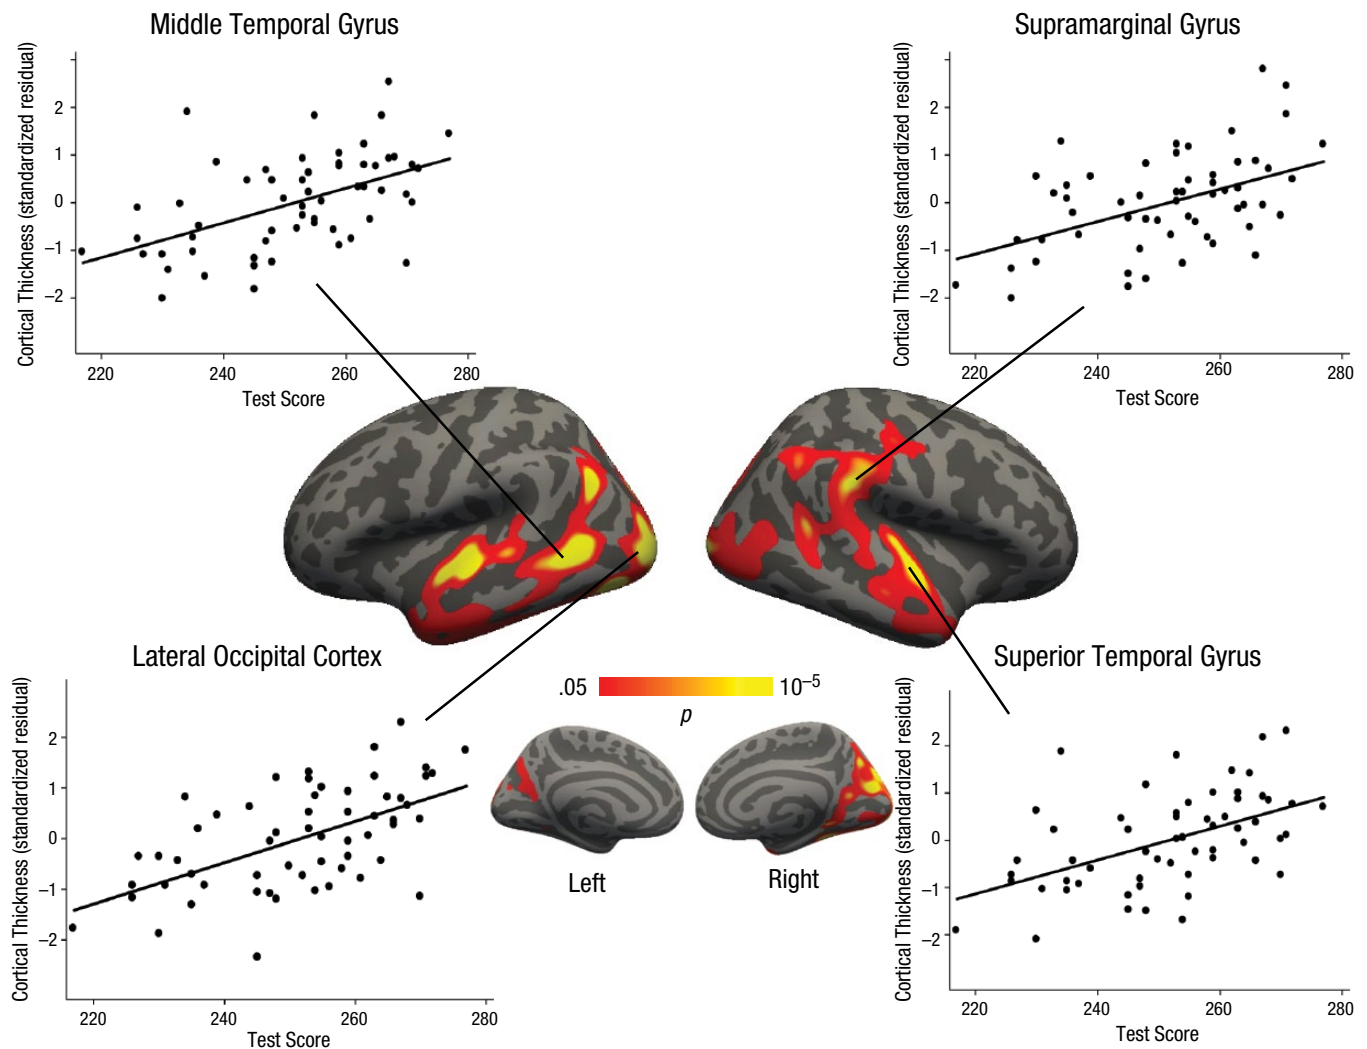 Middle Temporal Gyrus
Cortical Thickness (standardized residual)
2
1
0
–1
–2
220 240 260 280
Test Score
Supramarginal Gyrus
Cortical Thickness (standardized residual)
2
1
0
–1
–2
220 240 260 280
Test Score
Lateral Occipital Cortex
Cortical Thickness (standardized residual)
2
1
0
–1
–2
220 240 260 280
Test Score
.05 10–5
p
Left
Right
Superior Temporal Gyrus
Cortical Thickness (standardized residual)
2
1
0
–1
–2
220 240 260 280
Test Score